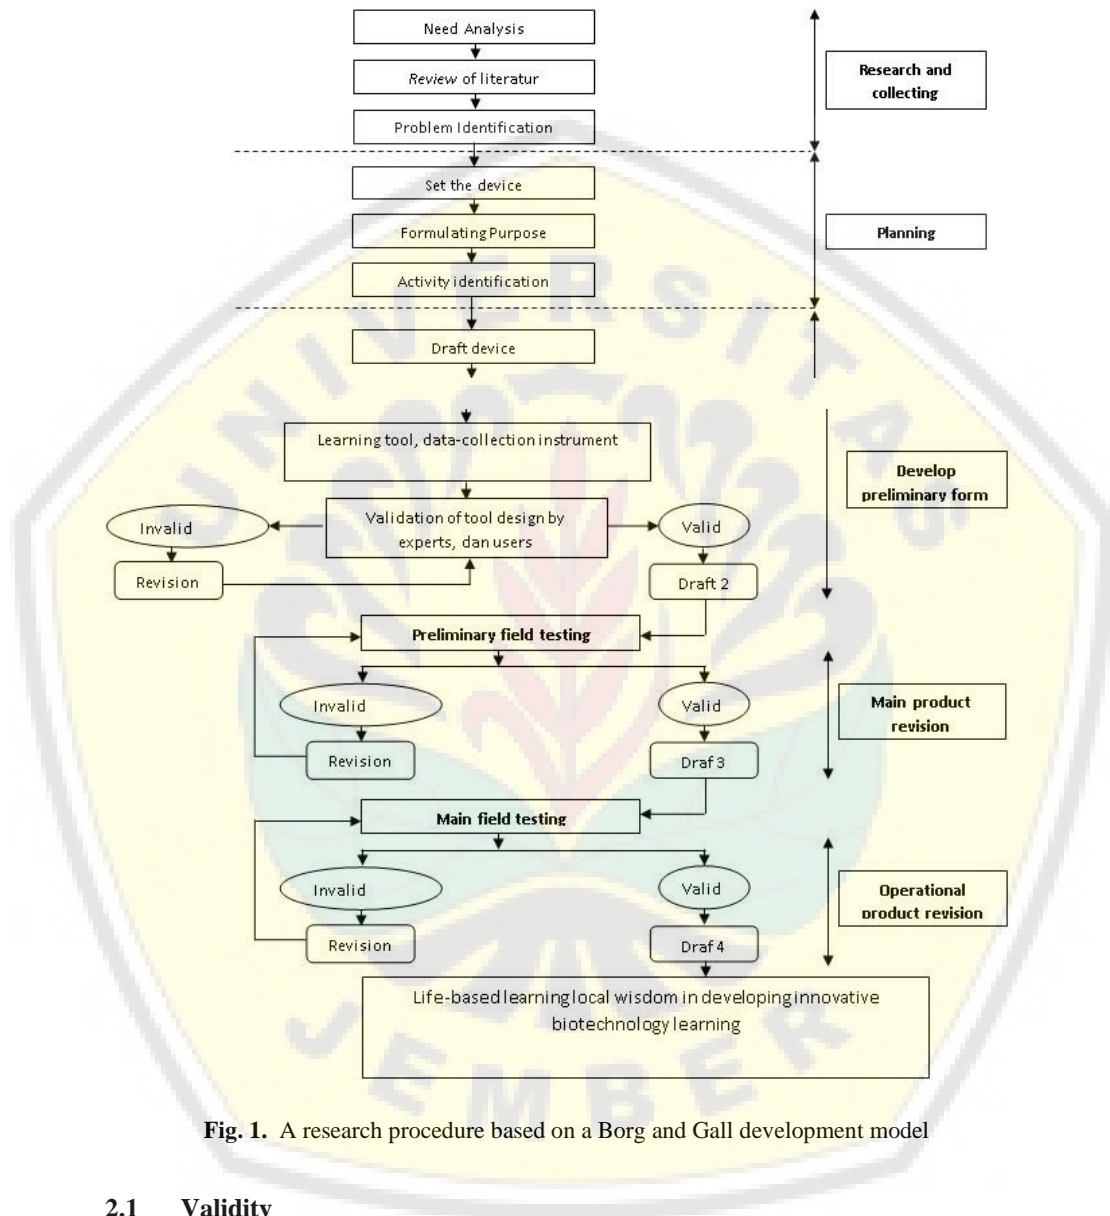 Need Analysis
Review of literatur
Research and
collecting
Problem Identification
Set the device
Formulating Purpose
Planning
Activity identification
Draft device
Learning tool, data-collection instrument
Develop
preliminary form
Validation of tool design by
experts, dan users
Invalid
Valid
Revision
Draft 2
Preliminary field testing
Invalid
Valid
Main product
revision
Revision
Draf 3
Main field testing
Invalid
Valid
Operational
product revision
Revision
Draf 4
Life-based learning local wisdom in developing innovative
biotechnology learning
UNIVERSITAS
JEMBER
Fig. 1. A research procedure based on a Borg and Gall development model
2.1 Validity